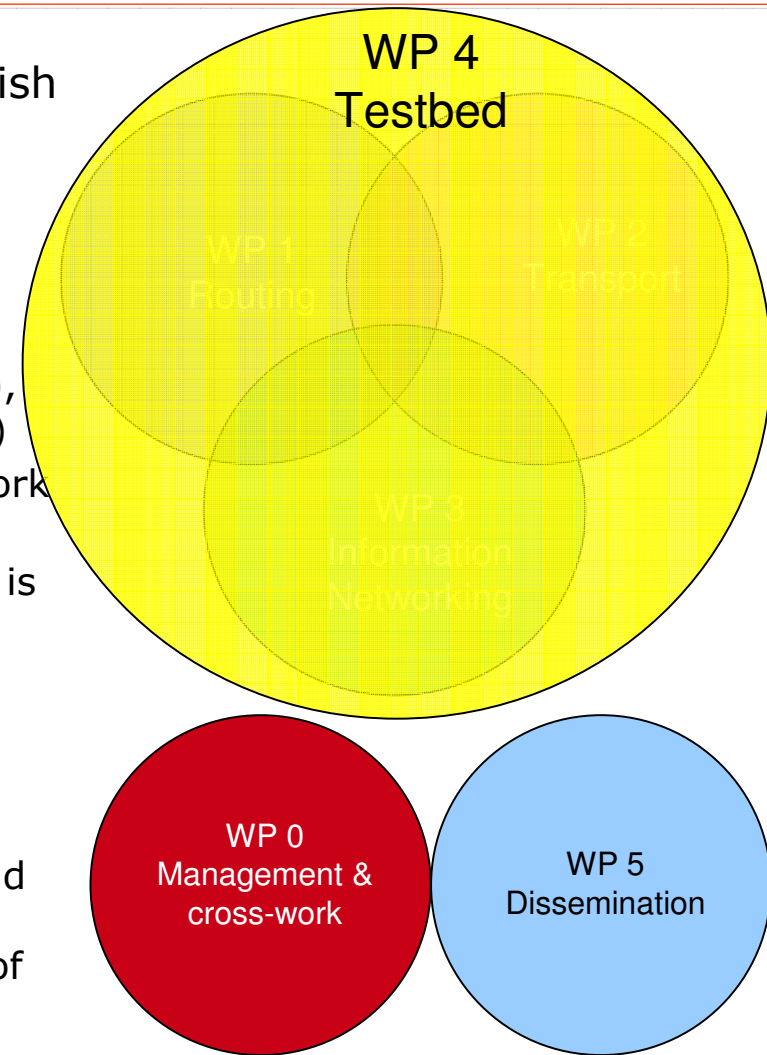 ish
,
)
ork
is
d
of
WP 4
Testbed
WP 1
Routing
WP 2
Transport
WP 3
Information
Networking
WP 0
Management &
cross-work
WP 5
Dissemination